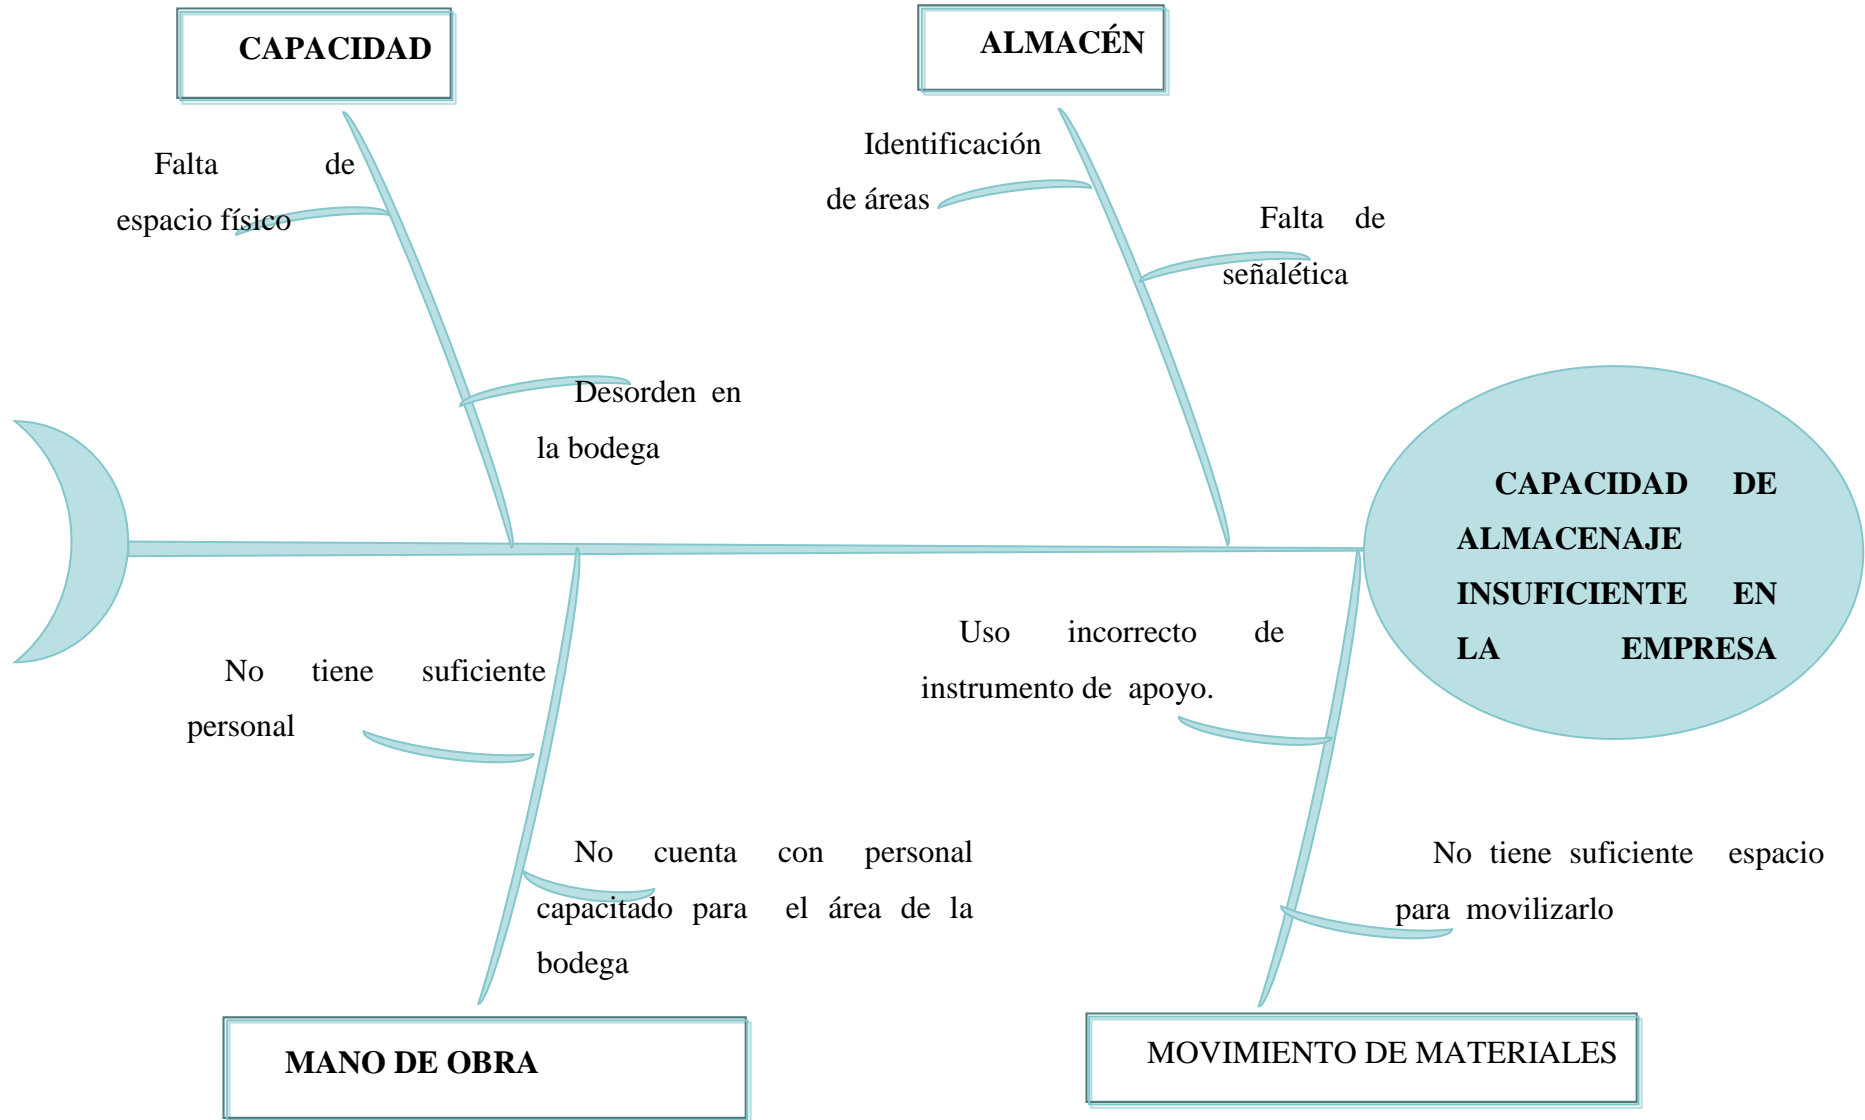 CAPACIDAD
ALMACÉN
Falta de
espacio físico
Identificación
de áreas
Falta de
señalética
Desorden en
la bodega
CAPACIDAD DE
ALMACENAJE
INSUFICIENTE EN
LA EMPRESA
No tiene suficiente
personal
Uso incorrecto de
instrumento de apoyo.
No cuenta con personal
capacitado para el área de la
bodega
No tiene suficiente espacio
para movilizarlo
MANO DE OBRA
MOVIMIENTO DE MATERIALES